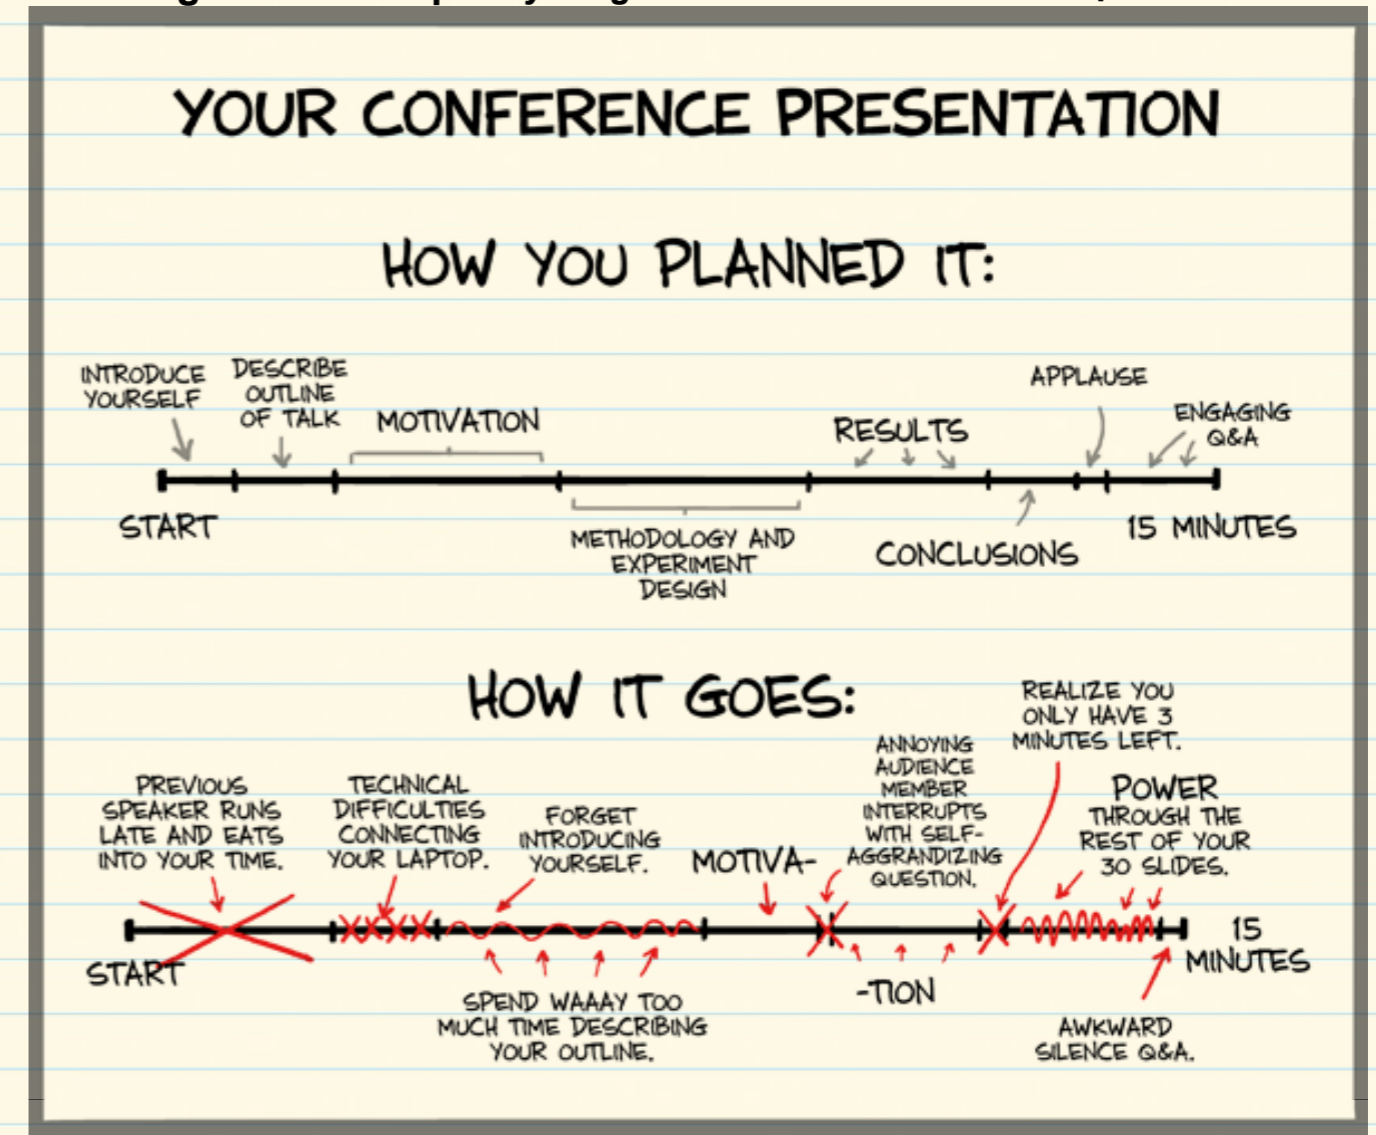 YOUR CONFERENCE PRESENTATION
HOW YOU PLANNED IT:
INTRODUCE
YOURSELF
DESCRIBE
OUTLINE
OF TALK
MOTIVATION
METHODOLOGY AND
EXPERIMENT
DESIGN
RESULTS
CONCLUSIONS
APPLAUSE
ENGAGING
Q&A
START
15 MINUTES
HOW IT GOES:
PREVIOUS
SPEAKER RUNS
LATE AND EATS
INTO YOUR TIME.
TECHNICAL
DIFFICULTIES
CONNECTING
YOUR LAPTOP.
FORGET
INTRODUCING
YOURSELF.
SPEND WAAAY TOO
MUCH TIME DESCRIBING
YOUR OUTLINE.
MOTIVA-
ANNOYING
AUDIENCE
MEMBER
INTERRUPTS
WITH SELF-
AGGRANDIZING
QUESTION.
-TION
REALIZE YOU
ONLY HAVE 3
MINUTES LEFT.
POWER
THROUGH THE
REST OF YOUR
30 SLIDES.
AWKWARD
SILENCE Q&A.
START
15
MINUTES